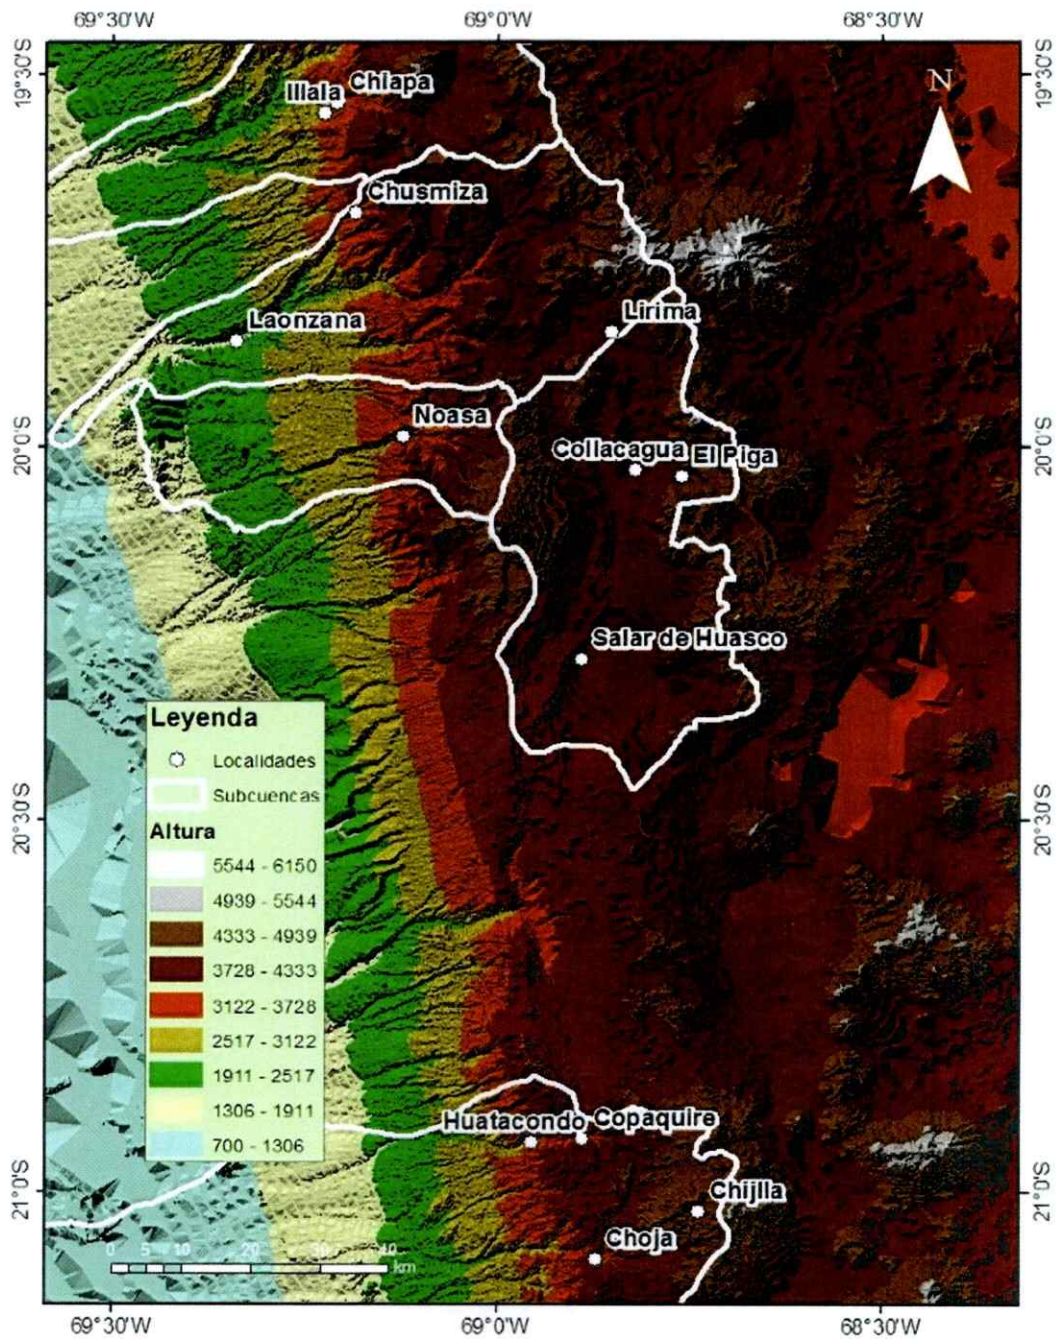 69°30'W 69°0'W 68°30'W
19°30'S 19°30'S
N
Illala Chiapa
Chusmiza
Lirima
Laonzana
Noasa
20°0'S 20°0'S
Collacagua El Piga
Salar de Huasco
Leyenda
Localidades
Subcuencas
Altura
5544 - 6150
4939 - 5544
4333 - 4939
3728 - 4333
3122 - 3728
2517 - 3122
1911 - 2517
1306 - 1911
700 - 1306
20°30'S 20°30'S
Huatacondo Copaquire
21°0'S 21°0'S
Chijlla
Choja
0 5 10 20 30 40
km
69°30'W 69°0'W 68°30'W